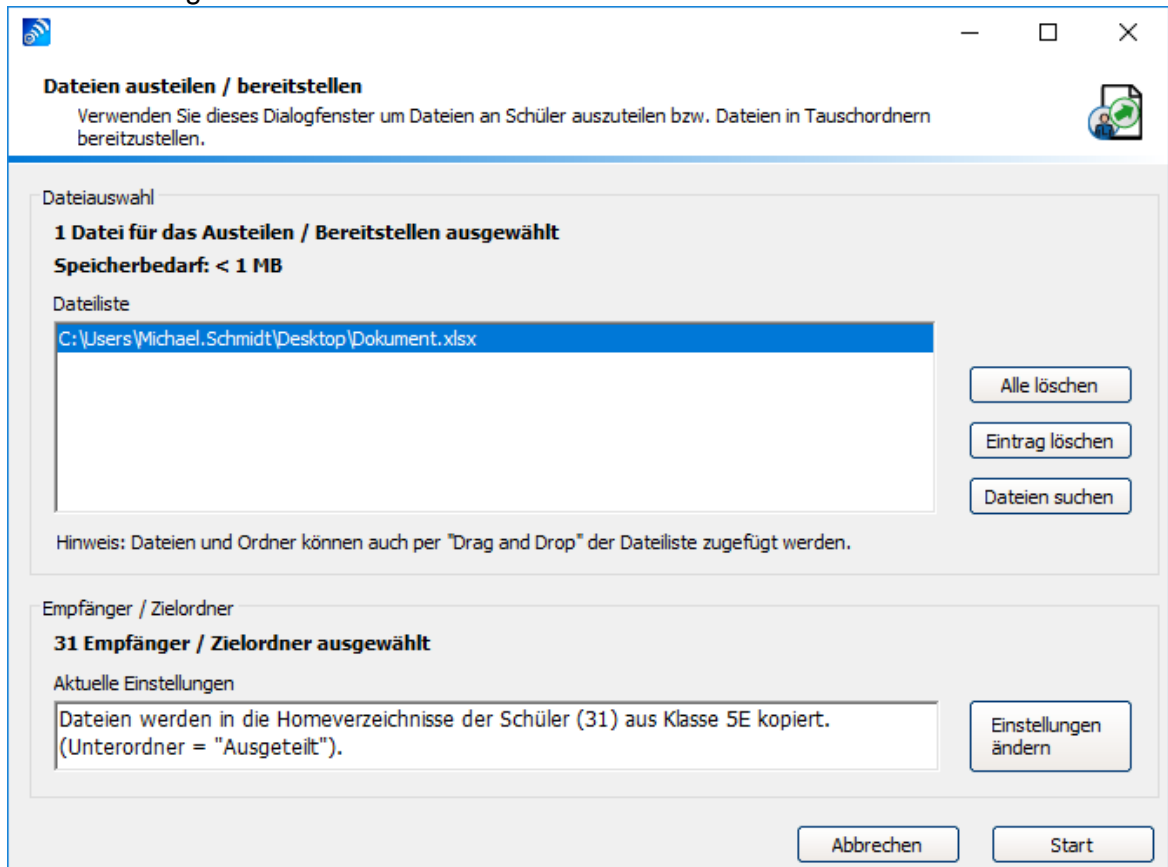 Dateien austeilen / bereitstellen
Verwenden Sie dieses Dialogfenster um Dateien an Schüler auszuteilen bzw. Dateien in Tauschordnern
bereitzustellen.
Dateiauswahl
1 Datei für das Austeilen / Bereitstellen ausgewählt
Speicherbedarf: < 1 MB
Dateiliste
C:\Users\Michael.Schmidt\Desktop\Dokument.xlsx
Alle löschen
Eintrag löschen
Dateien suchen
Hinweis: Dateien und Ordner können auch per "Drag and Drop" der Dateiliste zugefügt werden.
Empfänger / Zielordner
31 Empfänger / Zielordner ausgewählt
Aktuelle Einstellungen
Dateien werden in die Homeverzeichnisse der Schüler (31) aus Klasse 5E kopiert.
(Unterordner = "Ausgeteilt").
Einstellungen
ändern
Abbrechen
Start